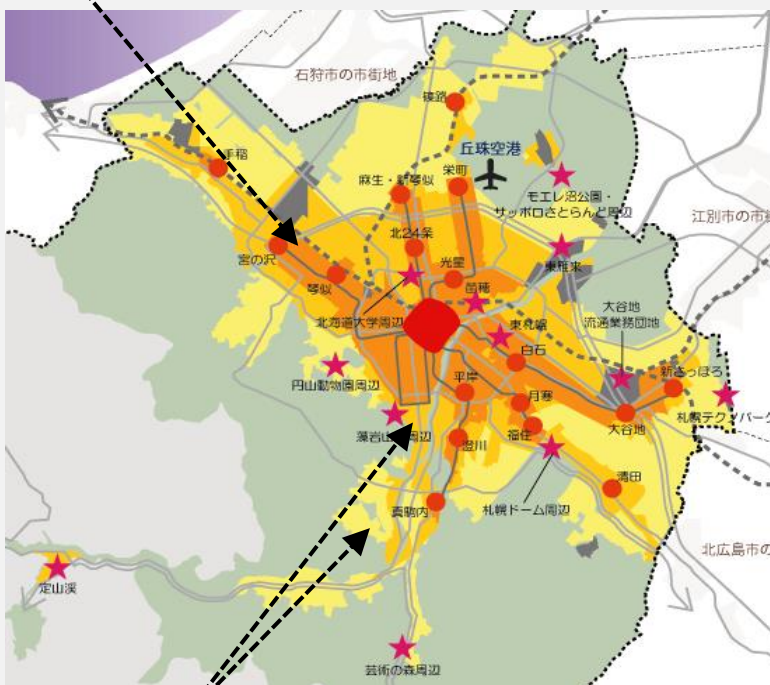 石狩市の市街地
篠路
丘珠空港
手稲
麻生・新琴似
栄町
モエレ沼公園・
サッポロさとらんど周辺
江別市の市街
北24条
宮の沢
光星
東雁来
琴似
苗穂
大谷地
流通業務団地
北海道大学周辺
東札幌
白石
新さっぽろ
円山動物園周辺
平岸
月寒
札幌テクノパーク
藻岩山
周辺
福住
大谷地
澄川
清田
真駒内
札幌ドーム周辺
北広島市の
定山渓
芸術の森周辺